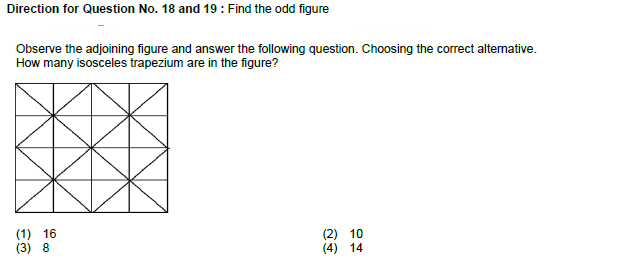 Direction for Question No. 18 and 19 : Find the odd figure
Observe the adjoining figure and answer the following question. Choosing the correct alternative.
How many isosceles trapezium are in the figure?
(1) 16 (2) 10
(3) 8 (4) 14